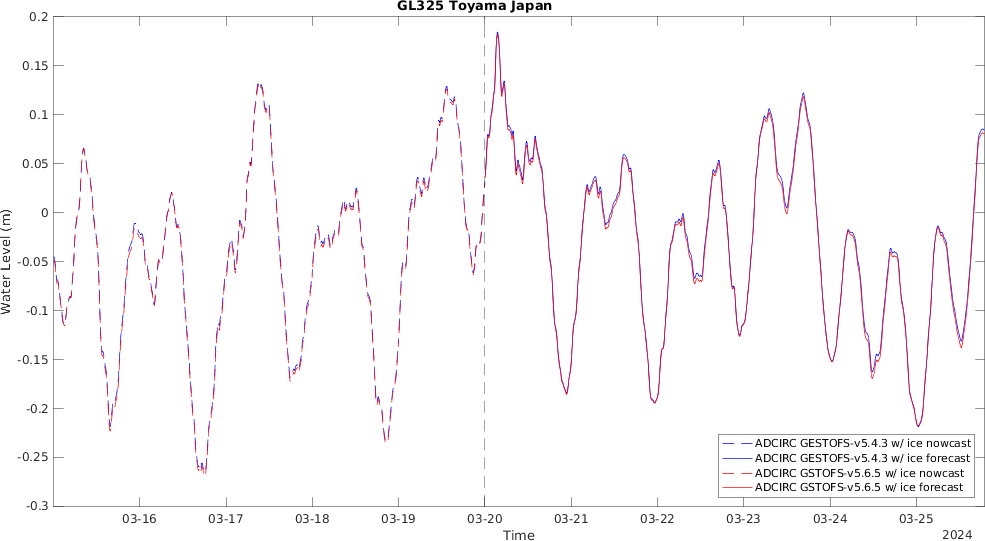 GL325 Toyama Japan
Water Level (m)
0.2
0.15
0.1
0.05
0
-0.05
-0.1
-0.15
-0.2
-0.25
-0.3
ADCIRC GESTOFS-v5.4.3 w/ ice nowcast
ADCIRC GESTOFS-v5.4.3 w/ ice forecast
ADCIRC GSTOFS-v5.6.5 w/ ice nowcast
ADCIRC GSTOFS-v5.6.5 w/ ice forecast
03-16 03-17 03-18 03-19 03-20 03-21 03-22 03-23 03-24 03-25
Time
2024